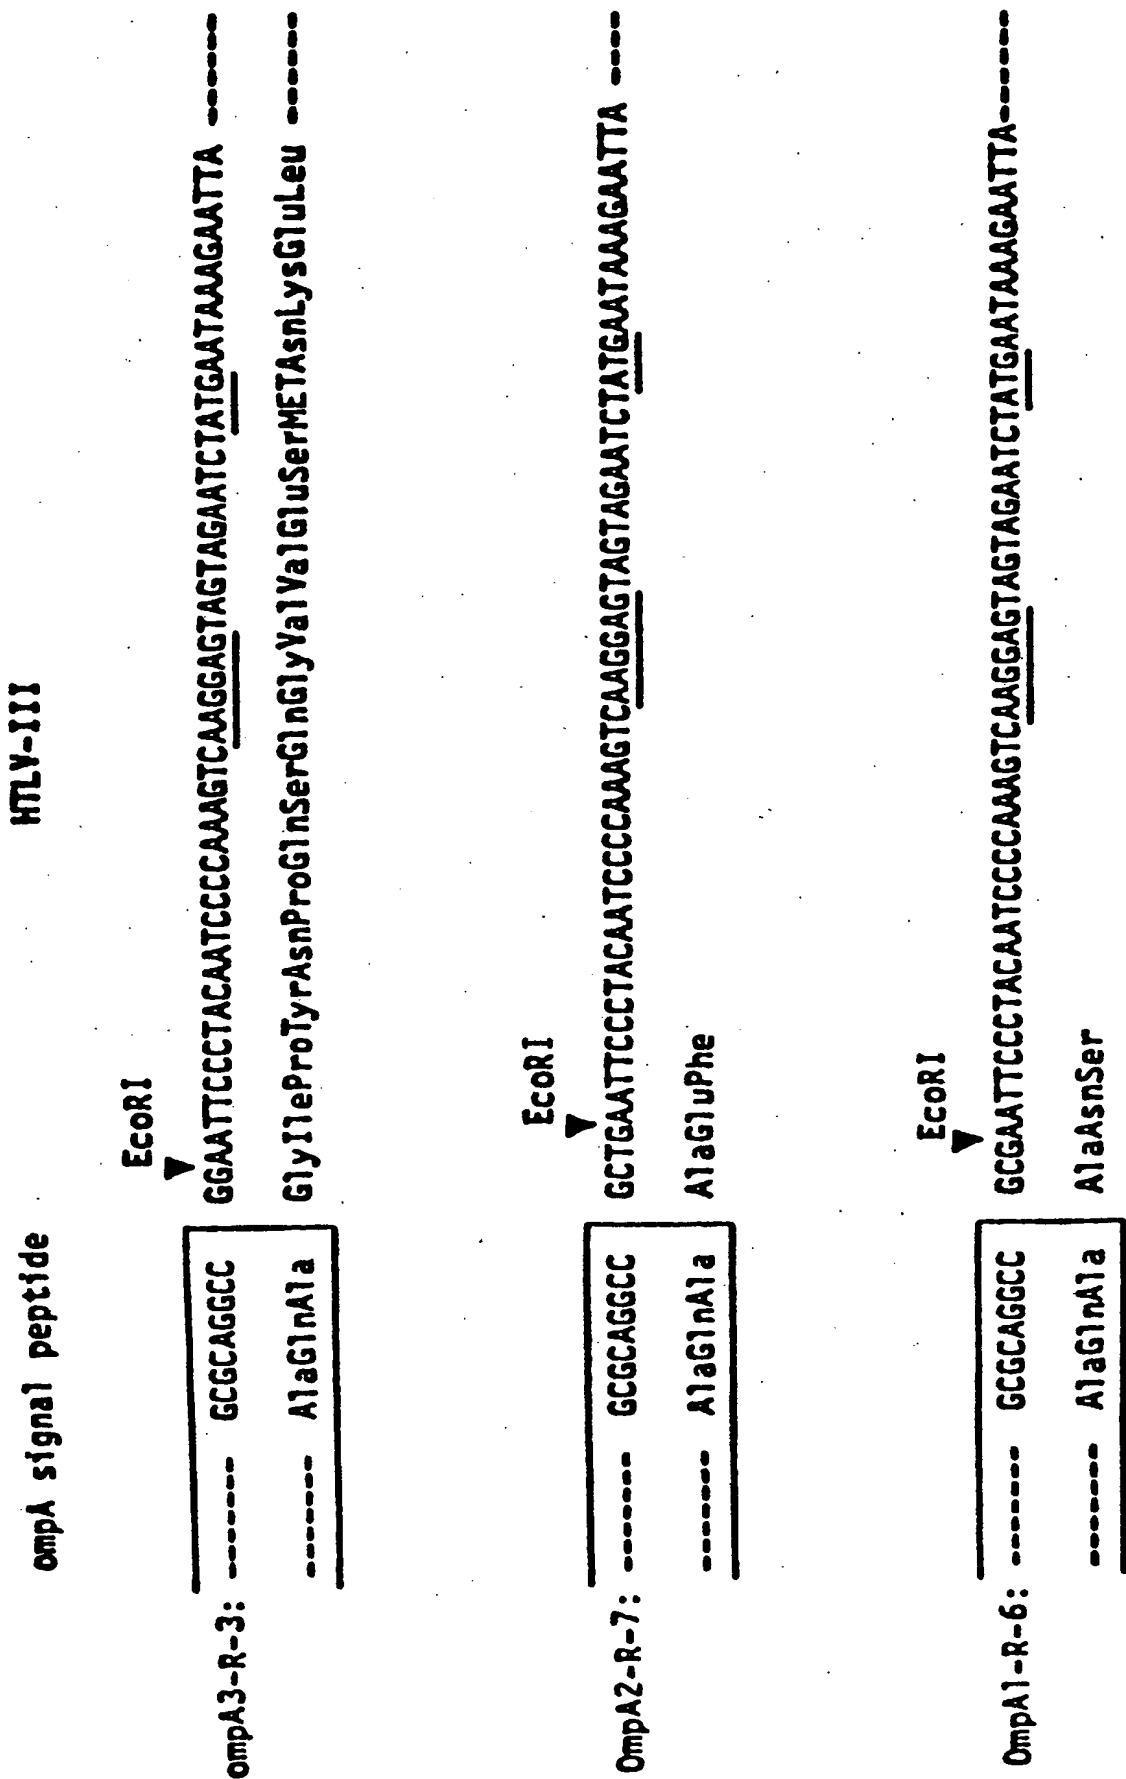 ompA signal peptide HTLV-III
EcoRI
ompA3-R-3: ------- GCGCAGGCC GGAATTCCCTACAATCCCCAAAGTCAAGGAGTAGTAGAATCTATGAATAAAGAATTA ------
------ AlaGlnAla GlyIleProTyrAsnProGlnSerGlnGlyValValGluSerMETAsnLysGluLeu ------
EcoRI
OmpA2-R-7: ------- GCGCAGGCC GCTGAATTCCCTACAATCCCCAAAGTCAAGGAGTAGTAGAATCTATGAATAAAGAATTA ----
------- AlaGlnAla AlaGluPhe
EcoRI
OmpA1-R-6: ------- GCGCAGGCC GCGAATTCCCTACAATCCCCAAAGTCAAGGAGTAGTAGAATCTATGAATAAAGAATTA------
------- AlaGlnAla AlaAsnSer